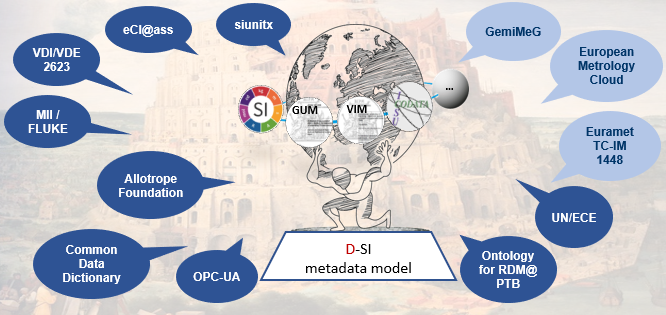 eCl@ass
siunitx
GemiMeG
VDI/VDE
2623
European
Metrology
Cloud
MII /
FLUKE
SI
GUM
VIM
CODATA
...
Euramet
TC-IM
1448
Allotrope
Foundation
UN/ECE
Common
Data
Dictionary
OPC-UA
D-SI
metadata model
Ontology
for RDM@
PTB